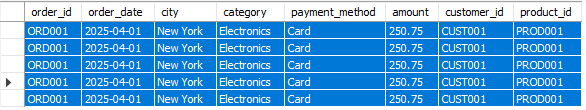 order_id order_date city category payment_method amount customer_id product_id
ORD001 2025-04-01 New York Electronics Card 250.75 CUST001 PROD001
ORD001 2025-04-01 New York Electronics Card 250.75 CUST001 PROD001
ORD001 2025-04-01 New York Electronics Card 250.75 CUST001 PROD001
ORD001 2025-04-01 New York Electronics Card 250.75 CUST001 PROD001
ORD001 2025-04-01 New York Electronics Card 250.75 CUST001 PROD001